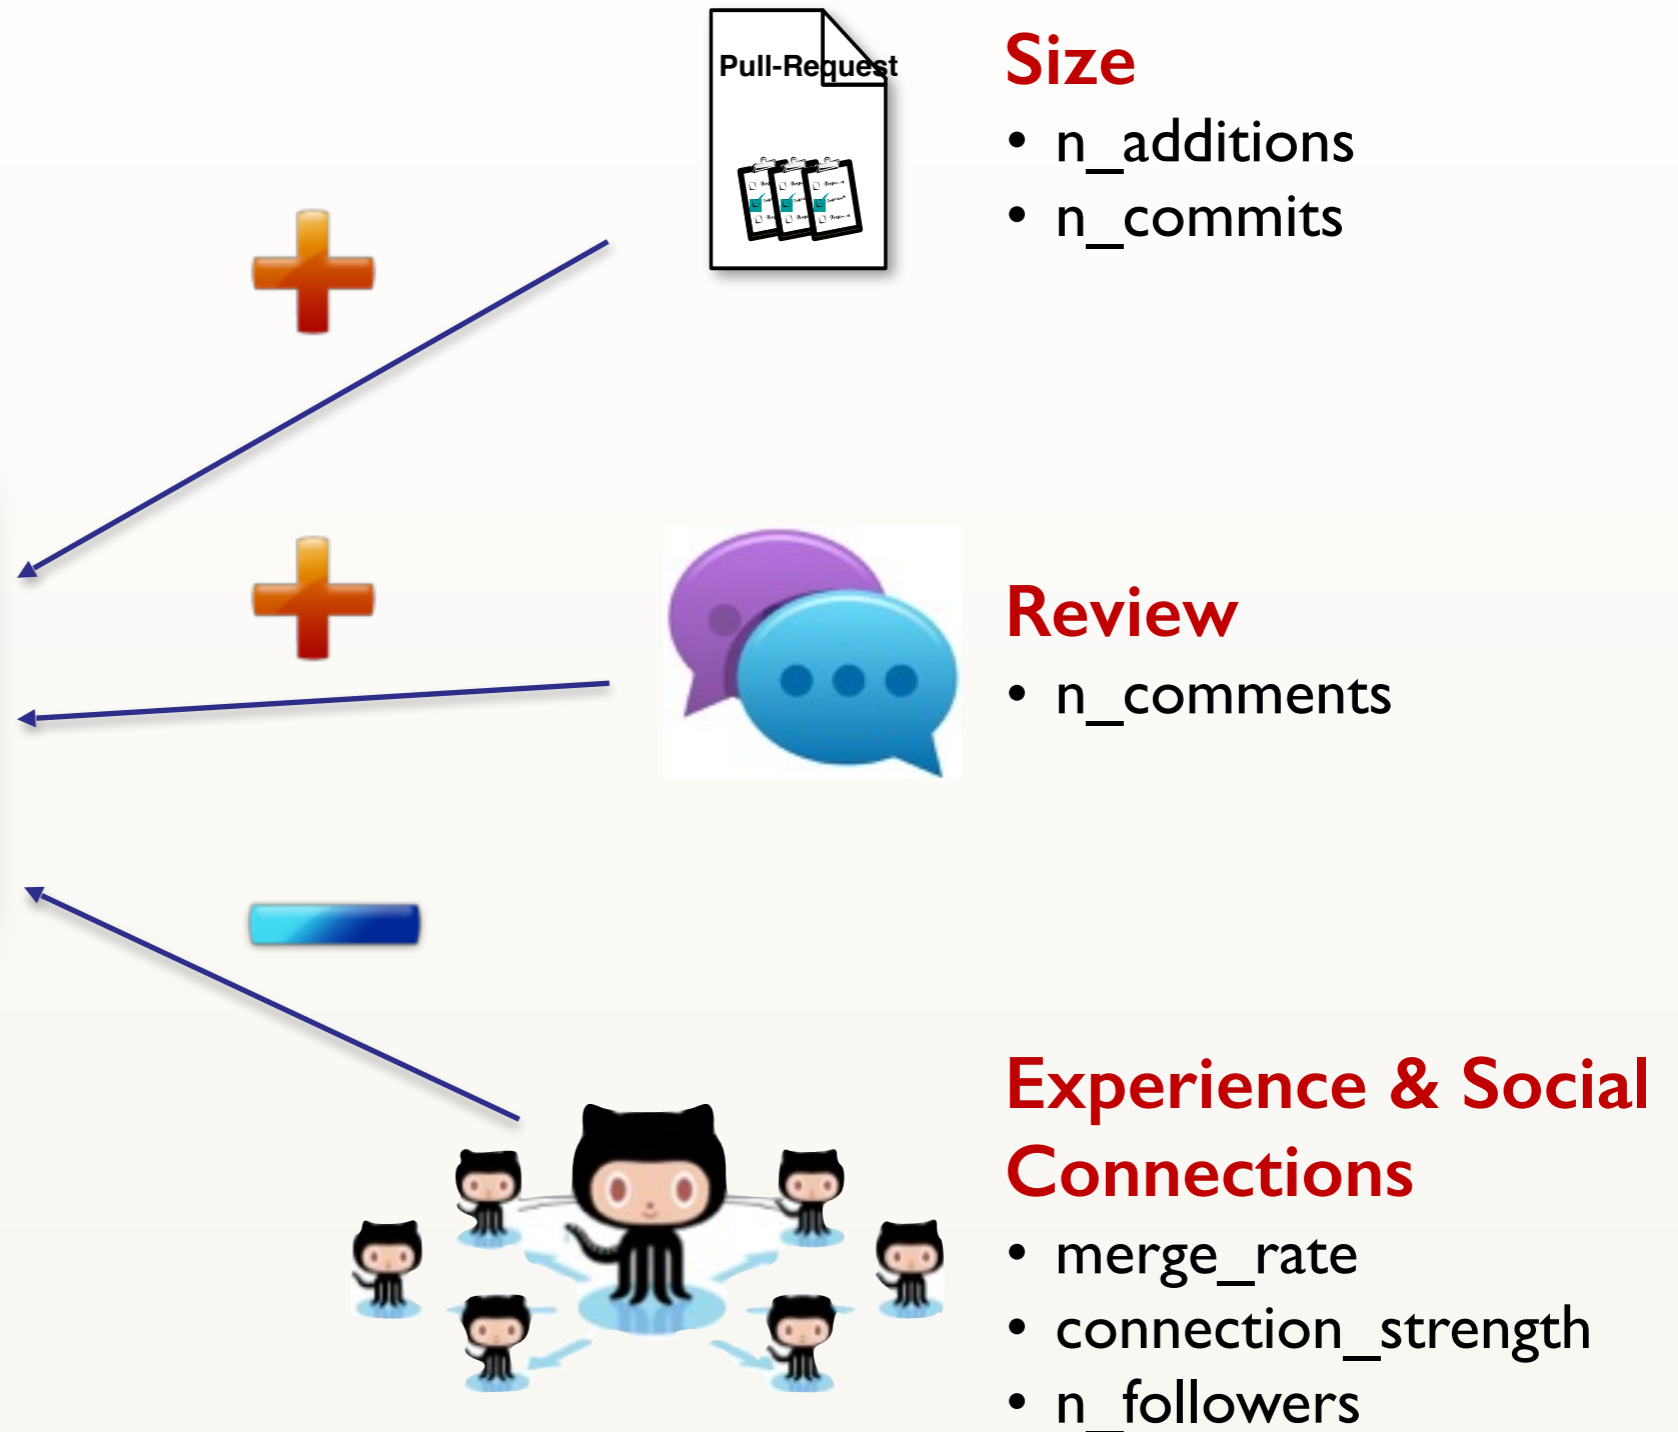 Pull-Request
Size
• n_additions
• n_commits
Review
• n_comments
Experience & Social
Connections
• merge_rate
• connection_strength
• n_followers